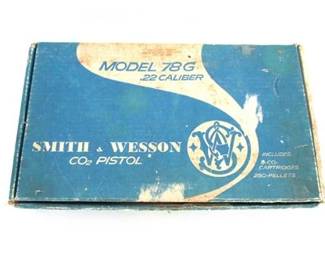 MODEL 78G
.22 CALIBER
SMITH & WESSON
CO2 PISTOL
INCLUDES
5-CO2
CARTRIDGES
250-PELLETS